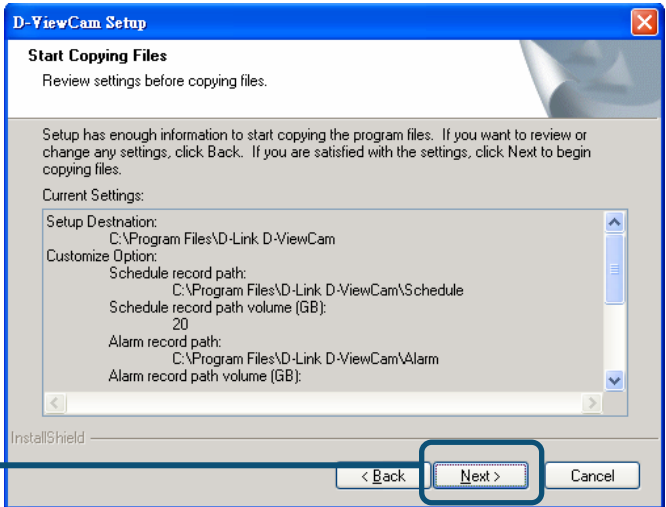 D-ViewCam Setup
Start Copying Files
Review settings before copying files.
Setup has enough information to start copying the program files. If you want to review or
change any settings, click Back. If you are satisfied with the settings, click Next to begin
copying files.
Current Settings:
Setup Destnation:
C:\Program Files\D-Link D-ViewCam
Customize Option:
Schedule record path:
C:\Program Files\D-Link D-ViewCam\Schedule
Schedule record path volume (GB):
20
Alarm record path:
C:\Program Files\D-Link D-ViewCam\Alarm
Alarm record path volume (GB):
InstallShield
< Back Next > Cancel